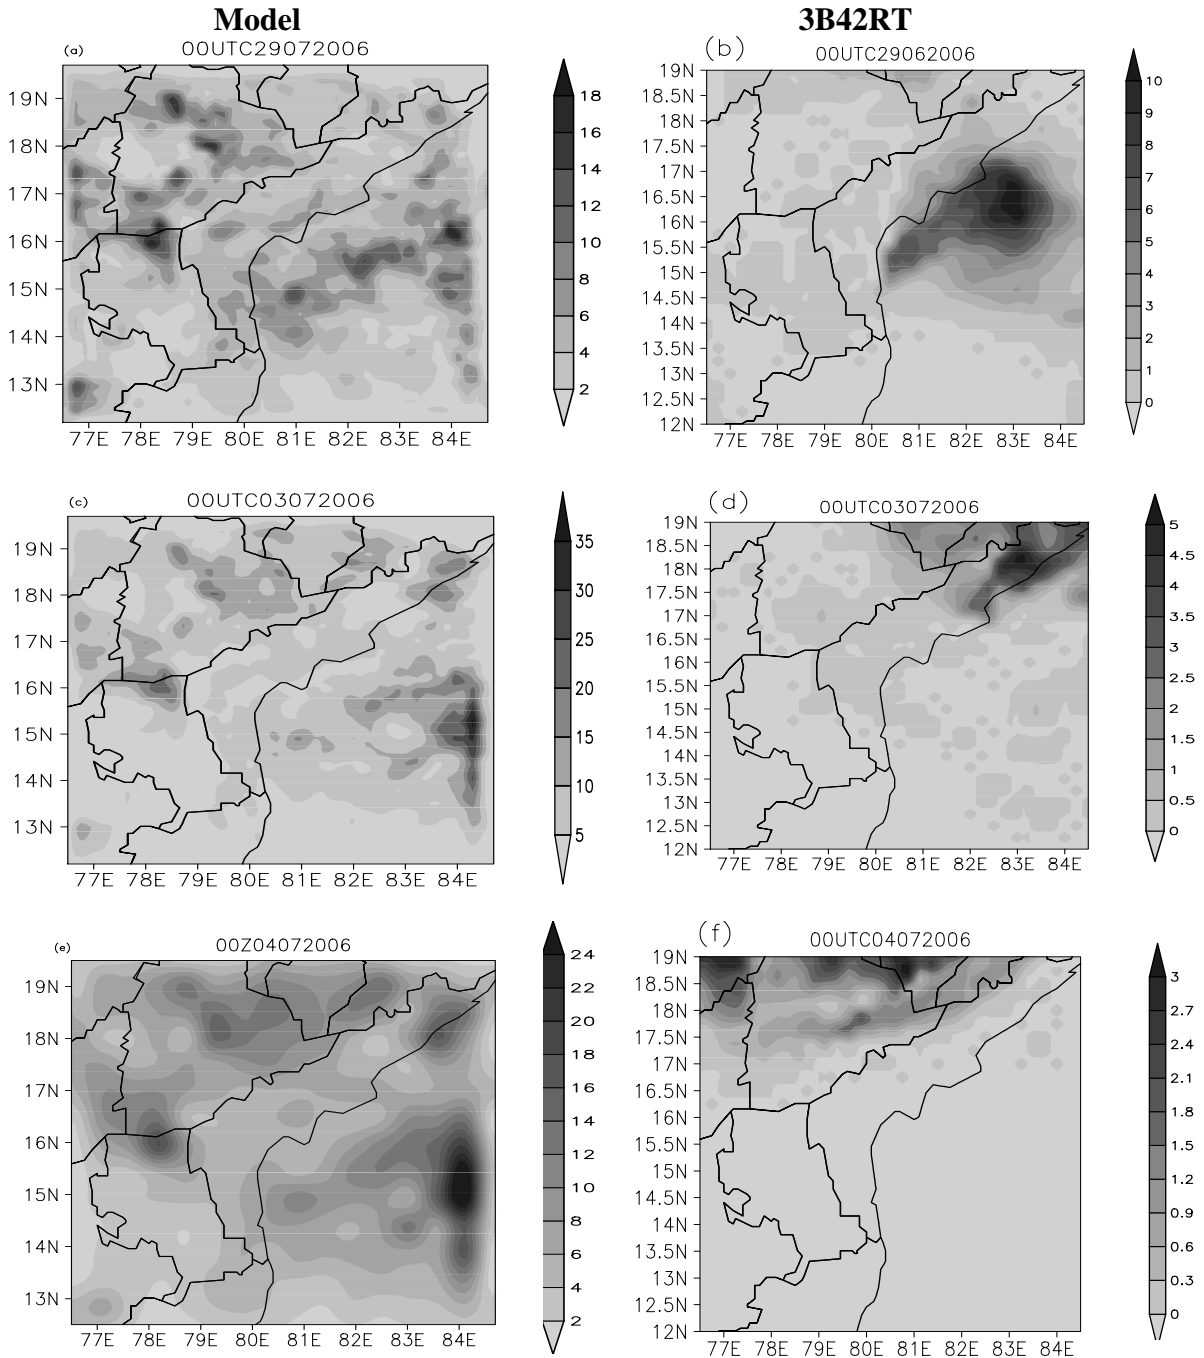 Model 3B42RT
(a) 00UTC29072006
19N
18N
17N
16N
15N
14N
13N
77E 78E 79E 80E 81E 82E 83E 84E
18
16
14
12
10
8
6
4
2
(b) 00UTC29062006
19N
18.5N
18N
17.5N
17N
16.5N
16N
15.5N
15N
14.5N
14N
13.5N
13N
12.5N
12N
77E 78E 79E 80E 81E 82E 83E 84E
10
9
8
7
6
5
4
3
2
1
0
(c) 00UTC03072006
19N
18N
17N
16N
15N
14N
13N
77E 78E 79E 80E 81E 82E 83E 84E
35
30
25
20
15
10
5
(d) 00UTC03072006
19N
18.5N
18N
17.5N
17N
16.5N
16N
15.5N
15N
14.5N
14N
13.5N
13N
12.5N
12N
77E 78E 79E 80E 81E 82E 83E 84E
5
4.5
4
3.5
3
2.5
2
1.5
1
0.5
0
(e) 00Z04072006
19N
18N
17N
16N
15N
14N
13N
77E 78E 79E 80E 81E 82E 83E 84E
24
22
20
18
16
14
12
10
8
6
4
2
(f) 00UTC04072006
19N
18.5N
18N
17.5N
17N
16.5N
16N
15.5N
15N
14.5N
14N
13.5N
13N
12.5N
12N
77E 78E 79E 80E 81E 82E 83E 84E
3
2.7
2.4
2.1
1.8
1.5
1.2
0.9
0.6
0.3
0